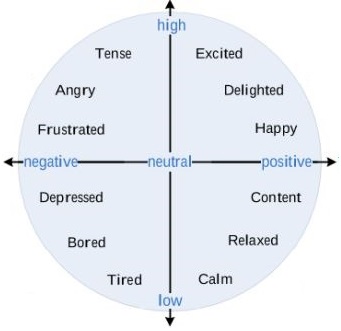 high
Tense Excited
Angry Delighted
Frustrated Happy
negative neutral positive
Depressed Content
Bored Relaxed
Tired Calm
low